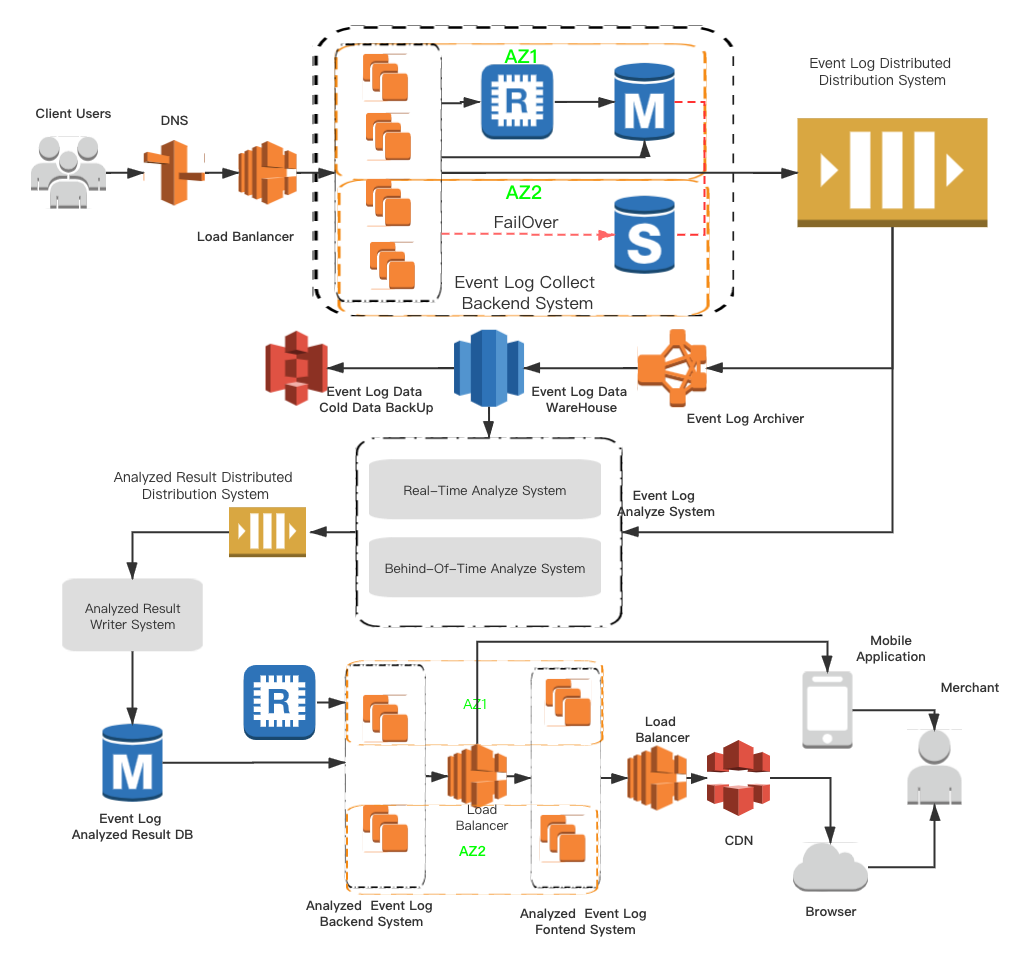 Event Log Distributed
Distribution System
AZ1
Client Users
DNS
R
M
AZ2
FailOver
Load Banlancer
S
Event Log Collect
Backend System
Event Log Data
Cold Data BackUp
Event Log Data
WareHouse
Event Log Archiver
Analyzed Result Distributed
Distribution System
Real-Time Analyze System
Event Log
Analyze System
Behind-Of-Time Analyze System
Analyzed Result
Writer System
Mobile
Application
Merchant
R
AZ1
Load
Balancer
M
Load
Balancer
Event Log
Analyzed Result DB
AZ2
CDN
Browser
Analyzed Event Log
Backend System
Analyzed Event Log
Fontend System